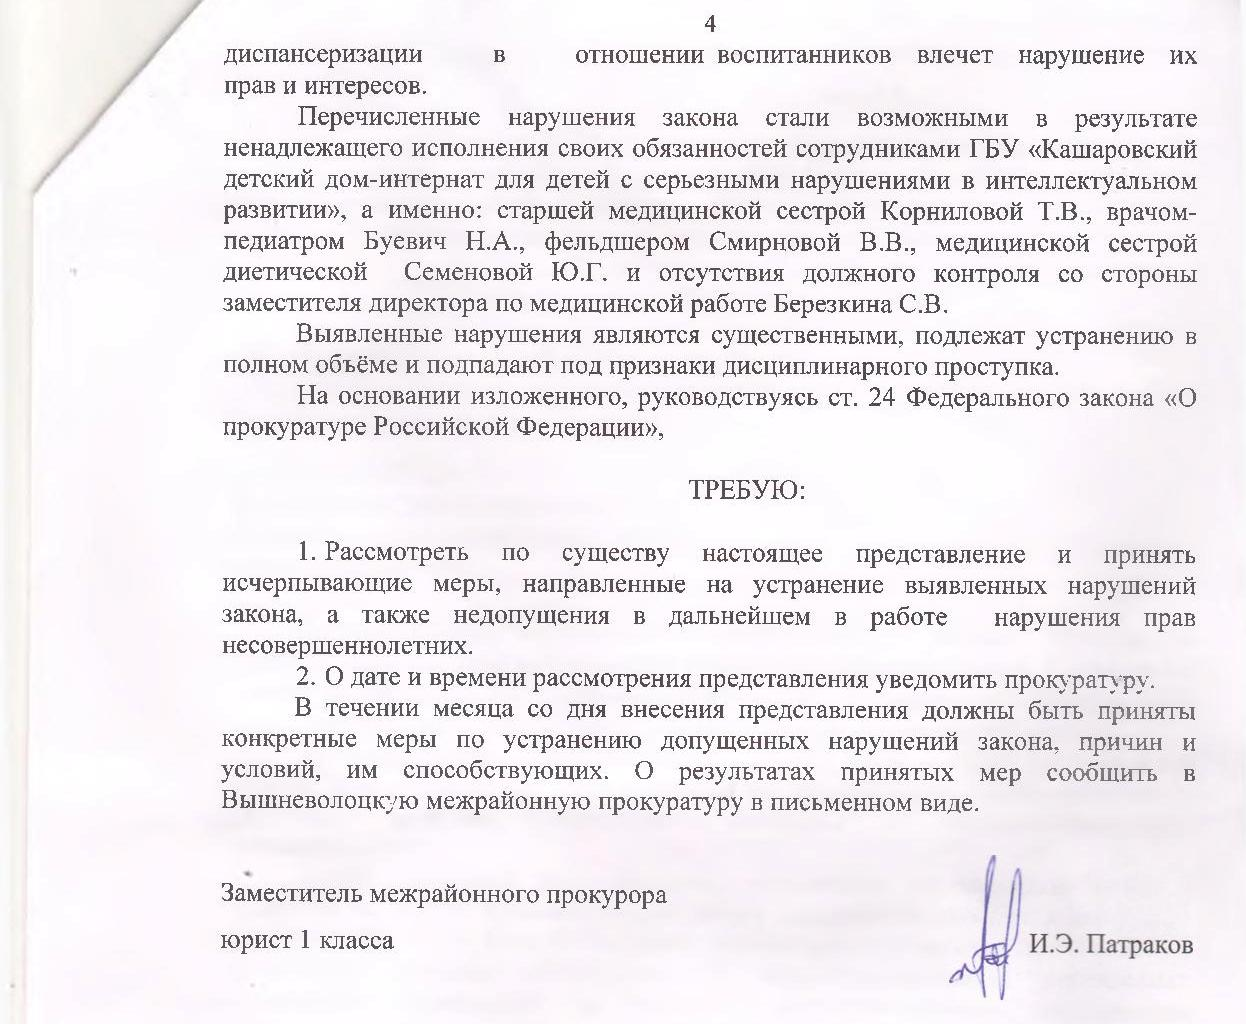 4
диспансеризации в отношении воспитанников влечет нарушение их
прав и интересов.
Перечисленные нарушения закона стали возможными в результате
ненадлежащего исполнения своих обязанностей сотрудниками ГБУ «Кашаровский
детский дом-интернат для детей с серьезными нарушениями в интеллектуальном
развитии», а именно: старшей медицинской сестрой Корниловой Т.В., врачом-
педиатром Буевич Н.А., фельдшером Смирновой В.В., медицинской сестрой
диетической Семеновой Ю.Г. и отсутствия должного контроля со стороны
заместителя директора по медицинской работе Березкина С.В.
Выявленные нарушения являются существенными, подлежат устранению в
полном объёме и подпадают под признаки дисциплинарного проступка.
На основании изложенного, руководствуясь ст. 24 Федерального закона «О
прокуратуре Российской Федерации»,
ТРЕБУЮ:
1. Рассмотреть по существу настоящее представление и принять
исчерпывающие меры, направленные на устранение выявленных нарушений
закона, а также недопущения в дальнейшем в работе нарушения прав
несовершеннолетних.
2. О дате и времени рассмотрения представления уведомить прокуратуру.
В течении месяца со дня внесения представления должны быть приняты
конкретные меры по устранению допущенных нарушений закона, причин и
условий, им способствующих. О результатах принятых мер сообщить в
Вышневолоцкую межрайонную прокуратуру в письменном виде.
Заместитель межрайонного прокурора
юрист 1 класса
И.Э. Патраков